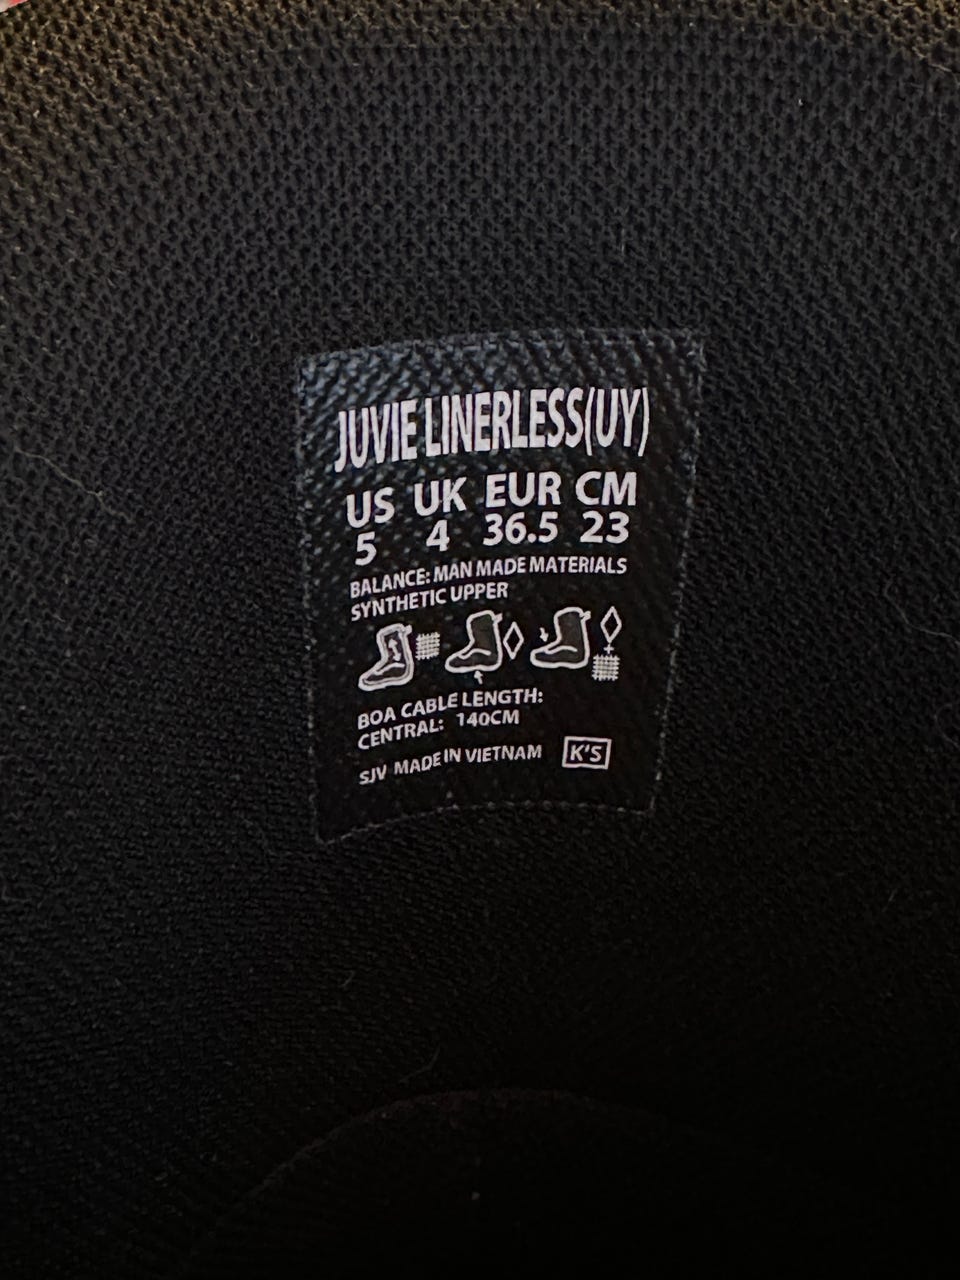 JUVIE LINERLESS(UY)
US UK EUR CM
5 4 36.5 23
BALANCE: MAN MADE MATERIALS
SYNTHETIC UPPER
BOA CABLE LENGTH:
CENTRAL: 140CM
SJV MADE IN VIETNAM K'S